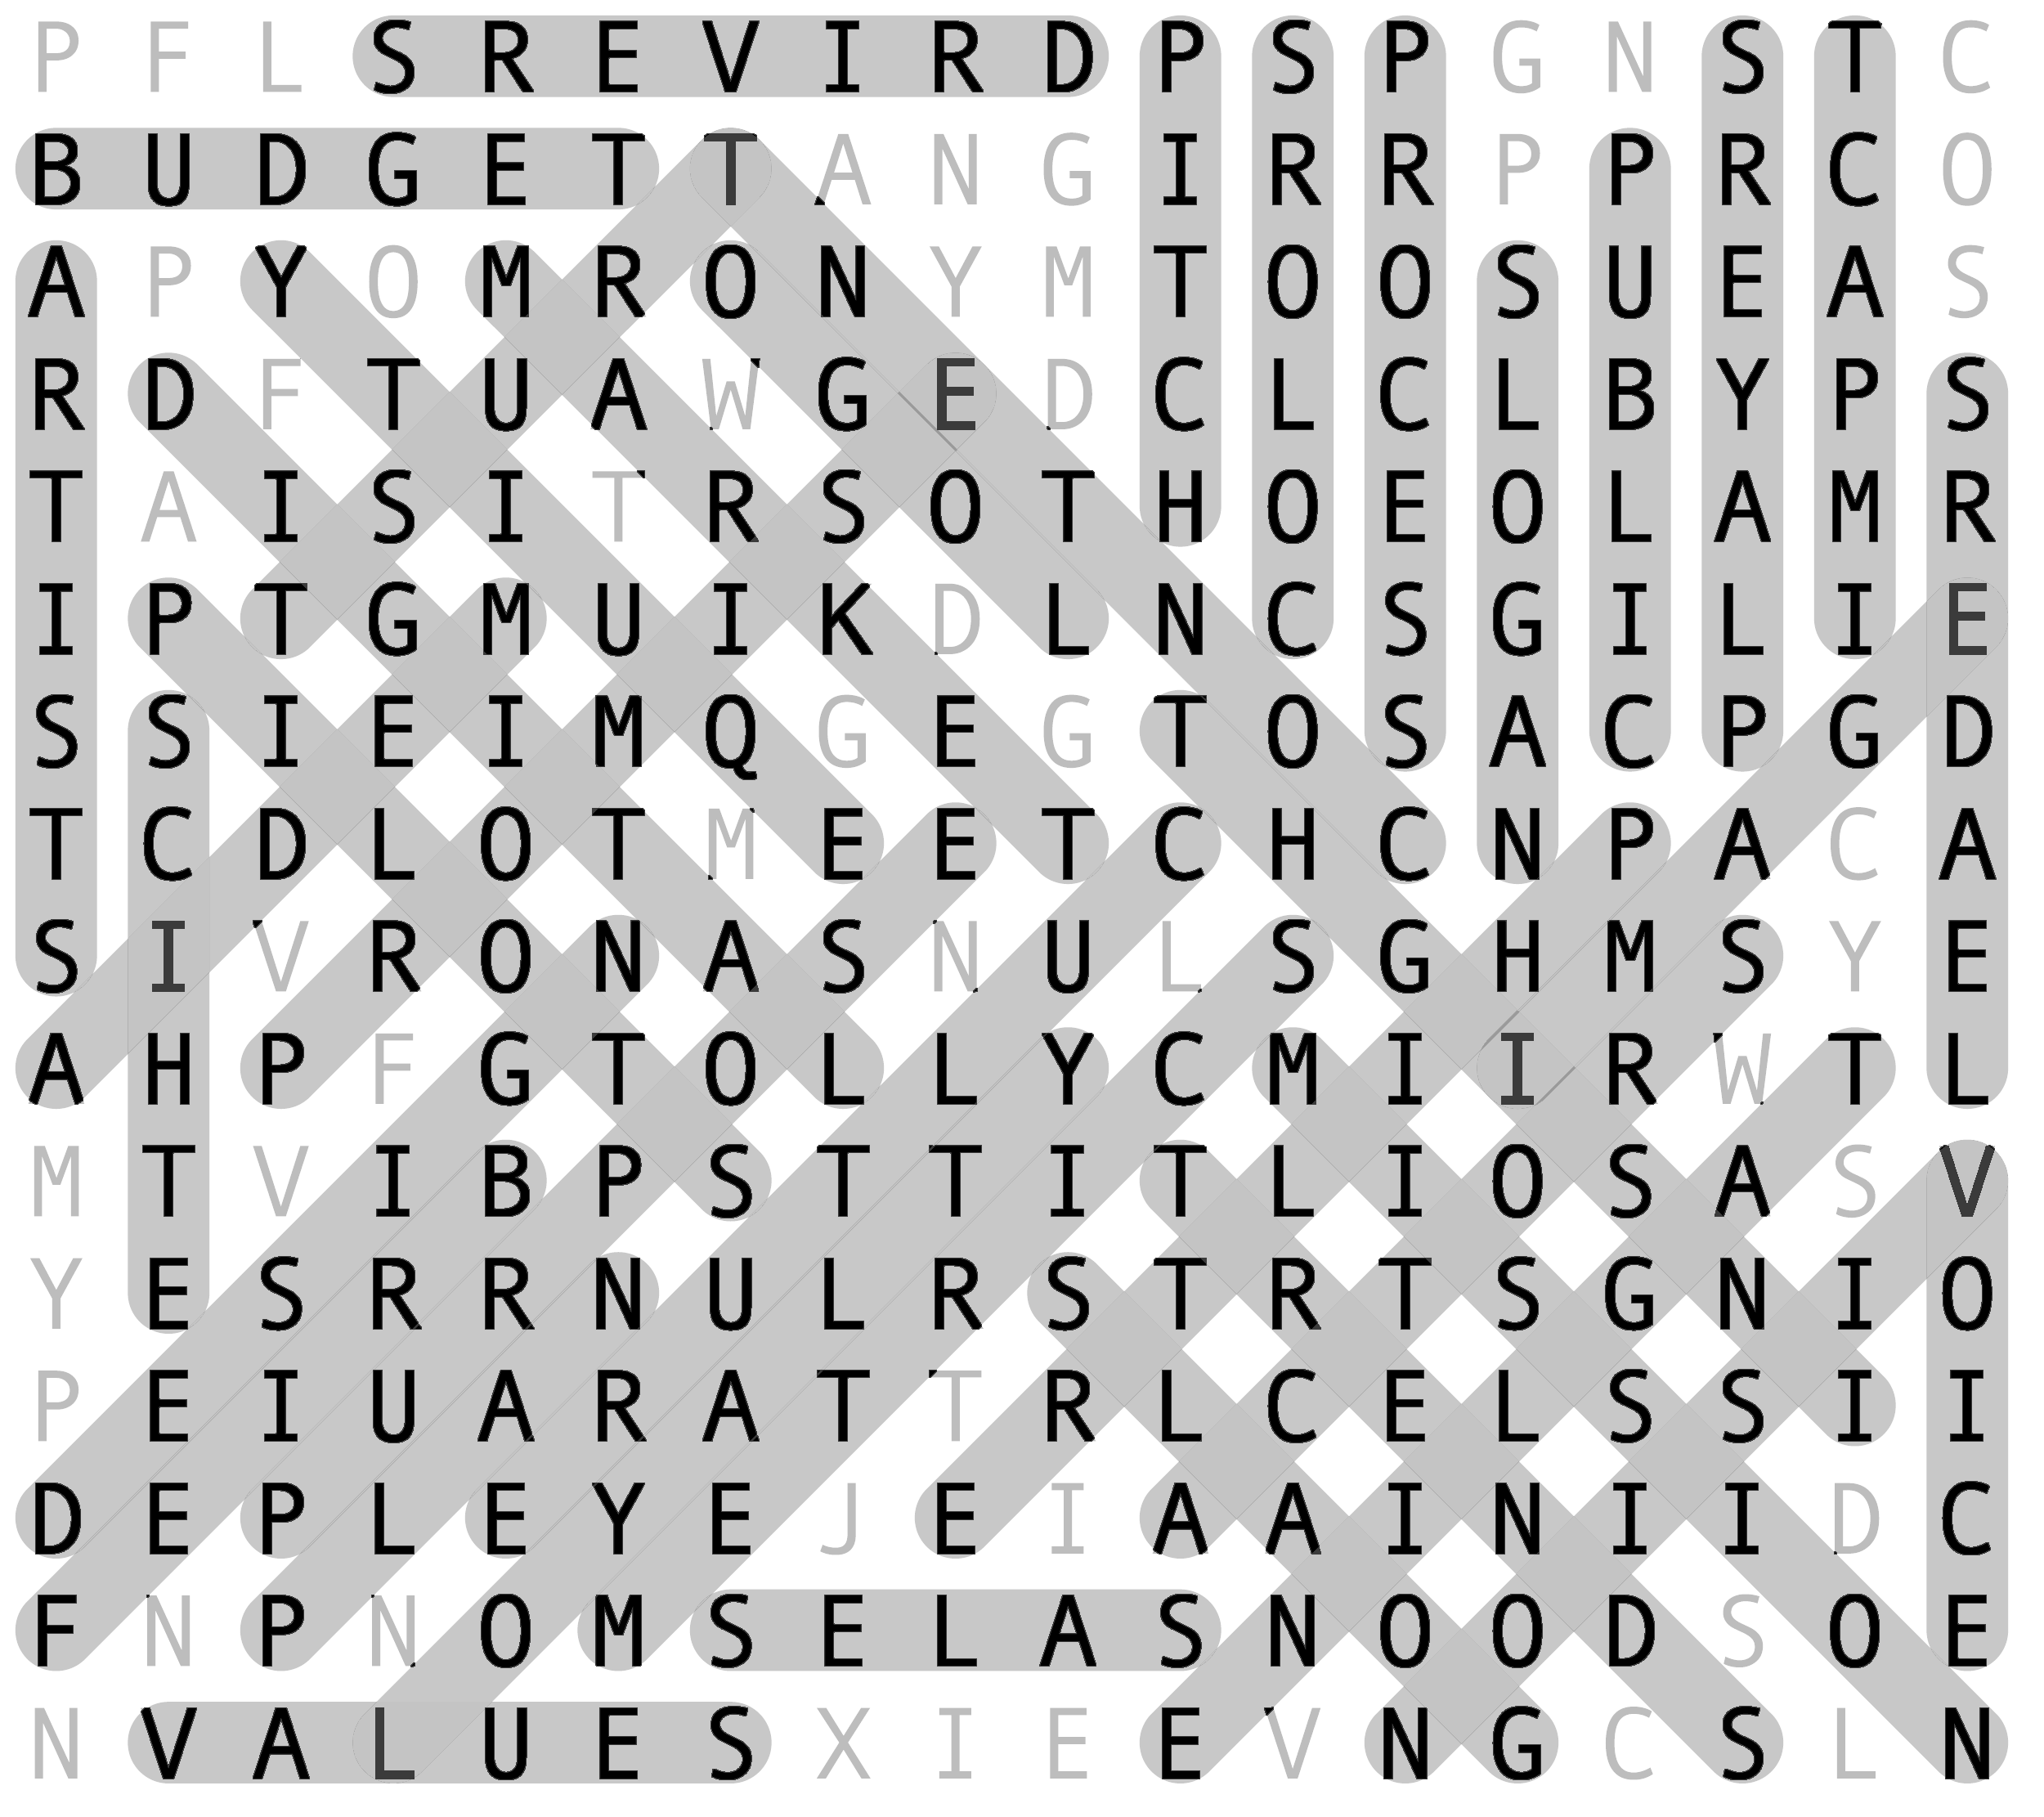 P F L S R E V I R D P S P G N S T C
B U D G E T T A N G I R R P P R C O
A P Y O M R O N Y M T O O S U E A S
R D F T U A W G E D C L C L B Y P S
T A I S I T R S O T H O E O L A M R
I P T G M U I K D L N C S G I L I E
S S I E I M Q G E G T O S A C P G D
T C D L O T M E E T C H C N P A C A
S I V R O N A S N U L S G H M S Y E
A H P F G T O L L Y C M I I R W T L
M T V I B P S T T I T L I O S A S V
Y E S R R N U L R S T R T S G N I O
P E I U A R A T T R L C E L S S I I
D E P L E Y E J E I A A I N I I D C
F N P N O M S E L A S N O O D S O E
N V A L U E S X I E E V N G C S L N